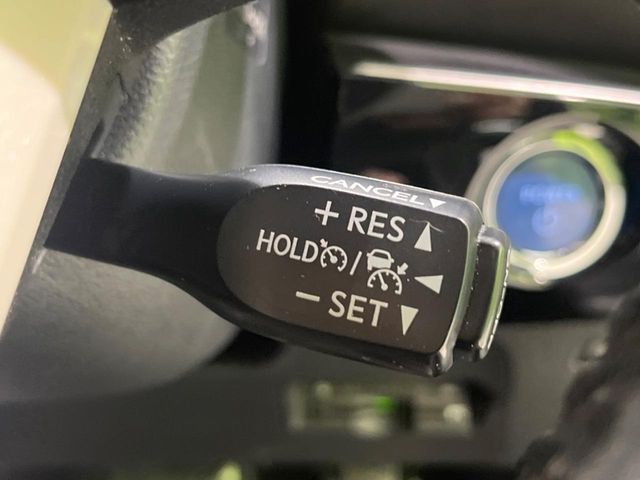 CANCEL▼
+ RES ▲
HOLD / ◀
− SET ▼